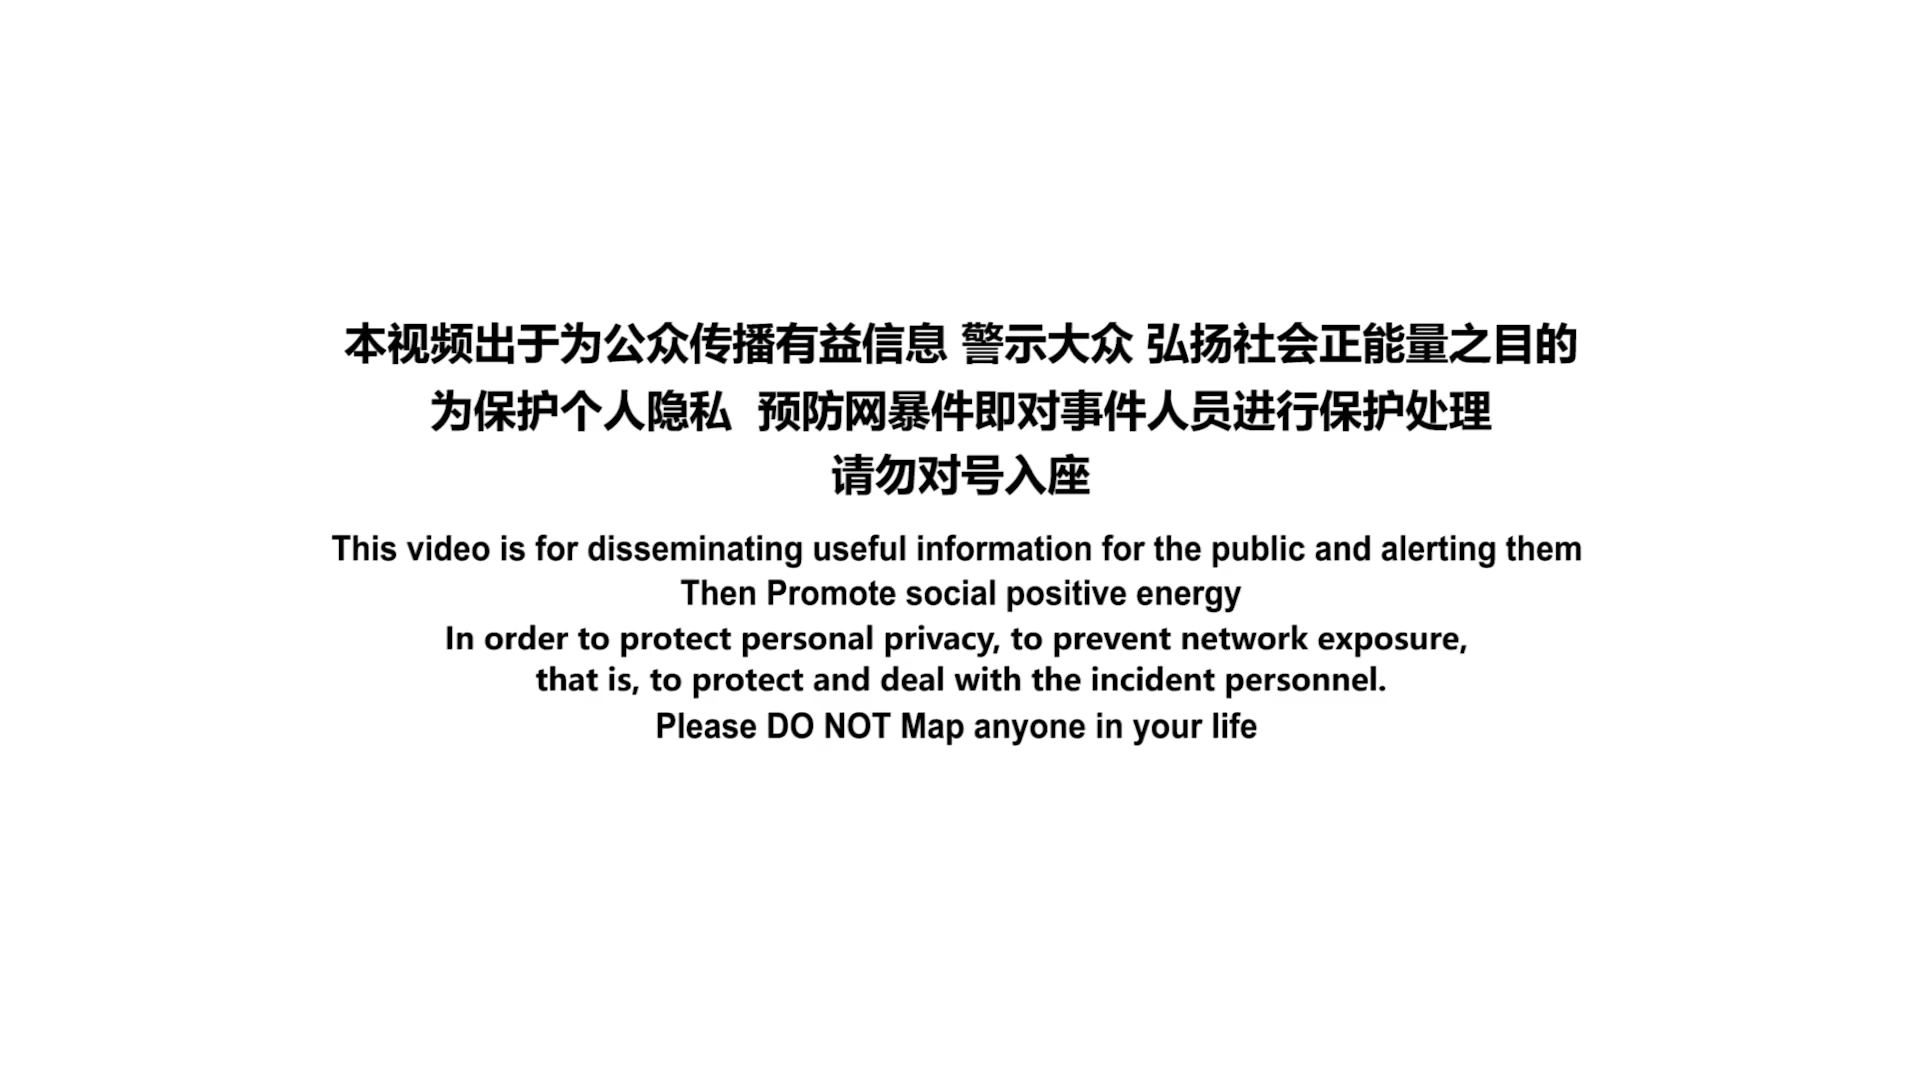 本视频出于为公众传播有益信息 警示大众 弘扬社会正能量之目的
为保护个人隐私 预防网暴件即对事件人员进行保护处理
请勿对号入座
This video is for disseminating useful information for the public and alerting them
Then Promote social positive energy
In order to protect personal privacy, to prevent network exposure,
that is, to protect and deal with the incident personnel.
Please DO NOT Map anyone in your life